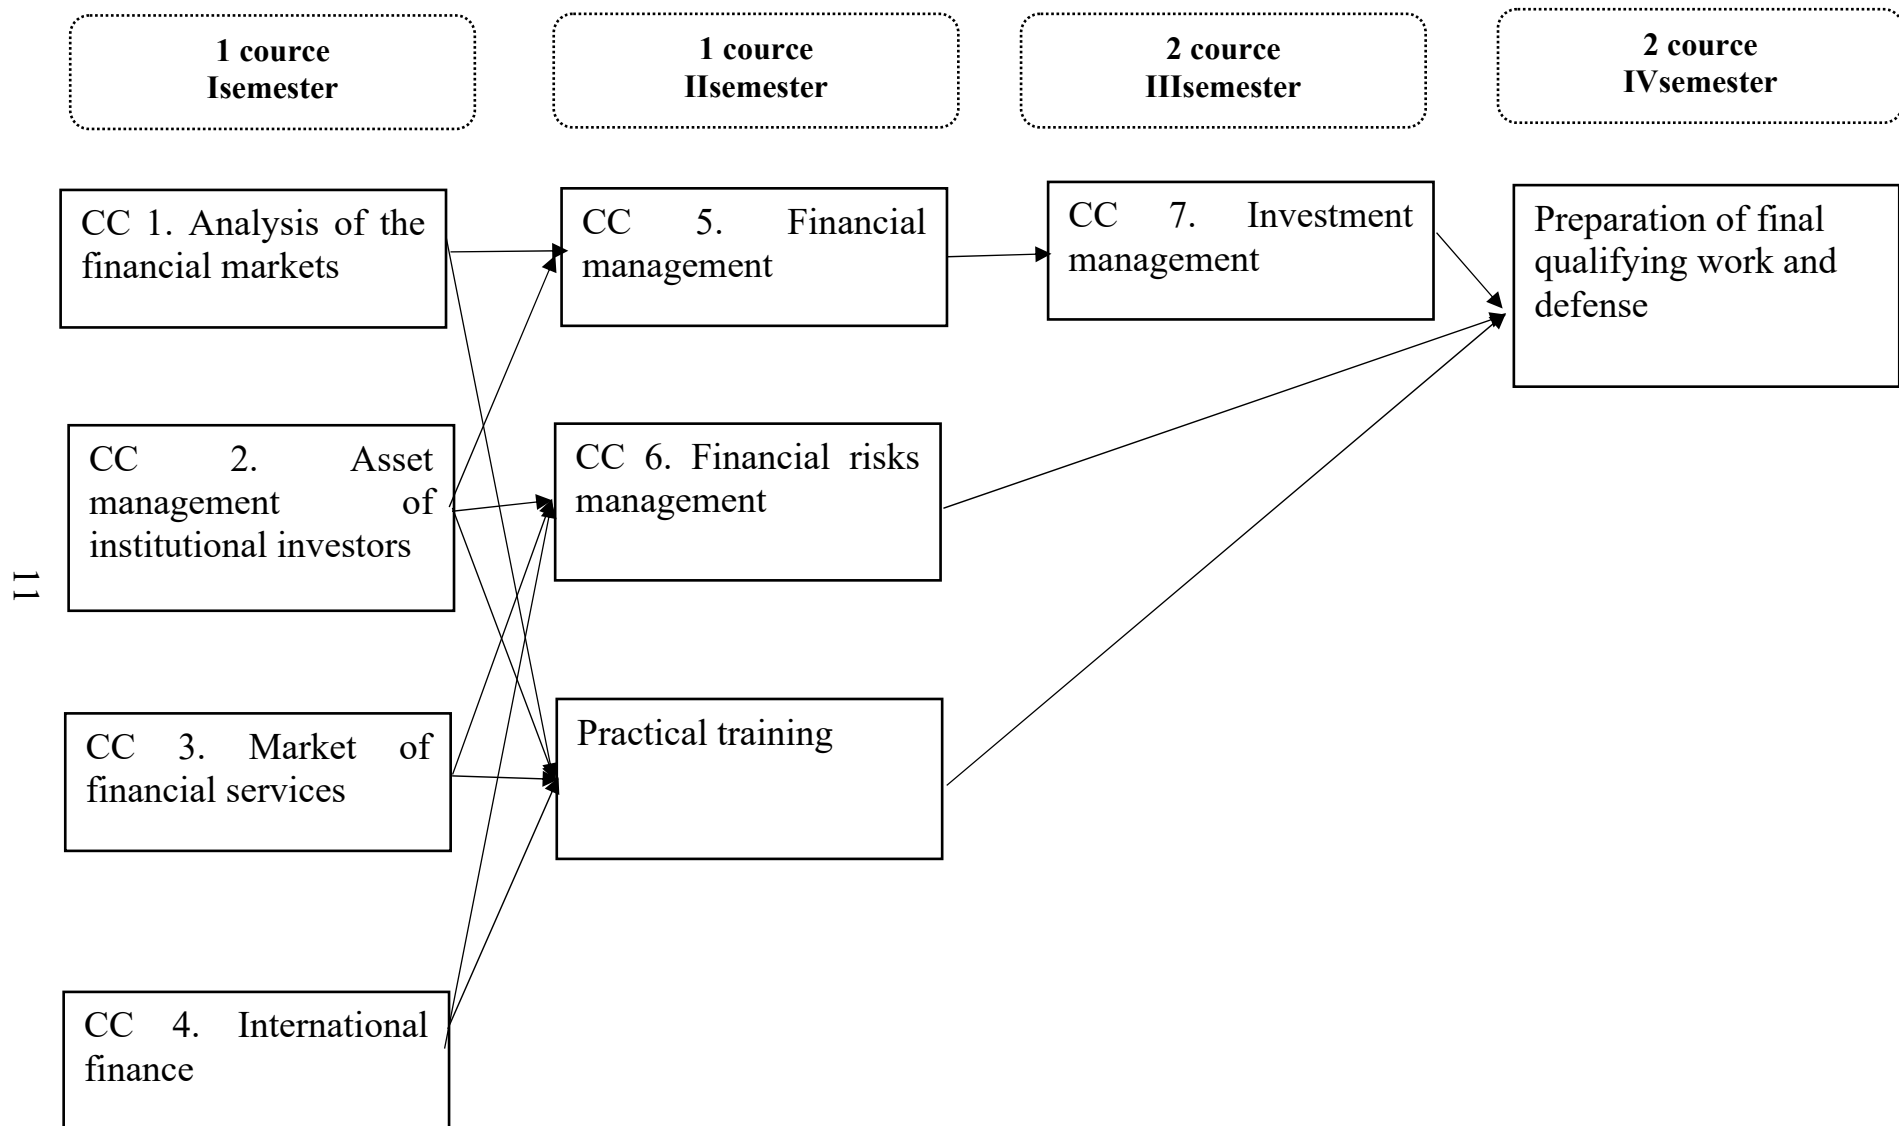 1 cource
Isemester
1 cource
IIsemester
2 cource
IIIsemester
2 cource
IVsemester
CC 1. Analysis of the
financial markets
CC 5. Financial
management
CC 7. Investment
management
Preparation of final
qualifying work and
defense
CC 2. Asset
management of
institutional investors
CC 6. Financial risks
management
11
CC 3. Market of
financial services
Practical training
CC 4. International
finance